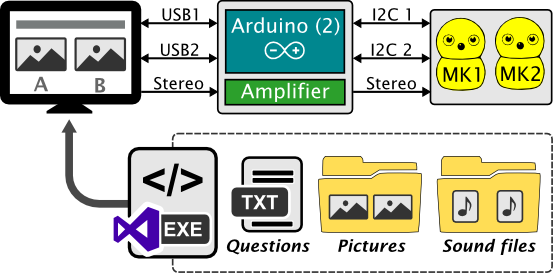 USB1
Arduino (2)
I2C 1
USB2
I2C 2
A
B
MK1
MK2
Stereo
Amplifier
Stereo
</>
EXE
TXT
Questions
Pictures
Sound files